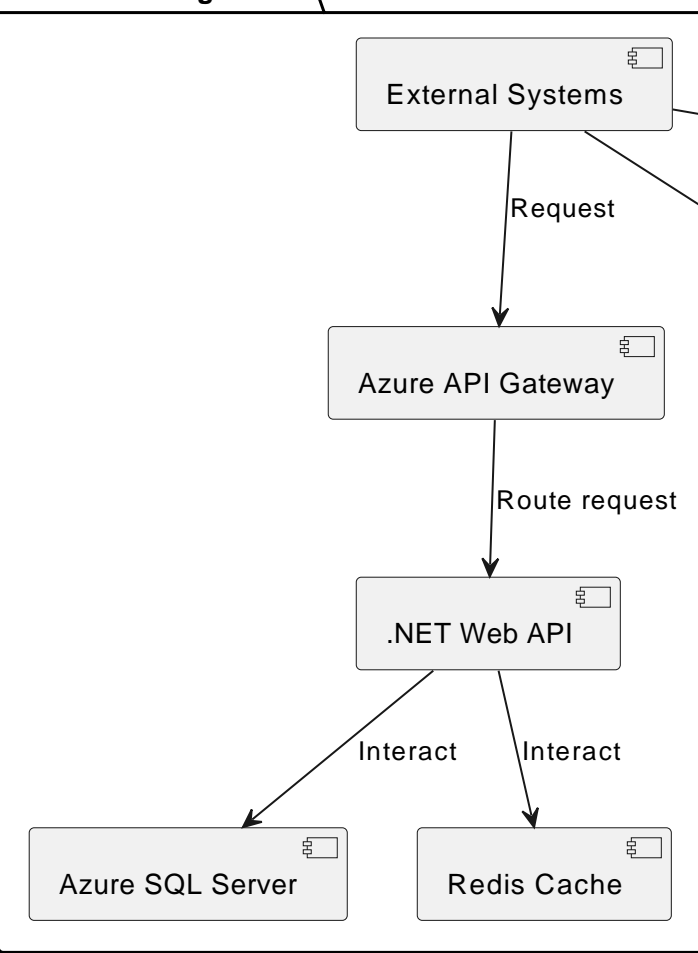 External Systems
Request
Azure API Gateway
Route request
.NET Web API
Interact
Interact
Azure SQL Server
Redis Cache